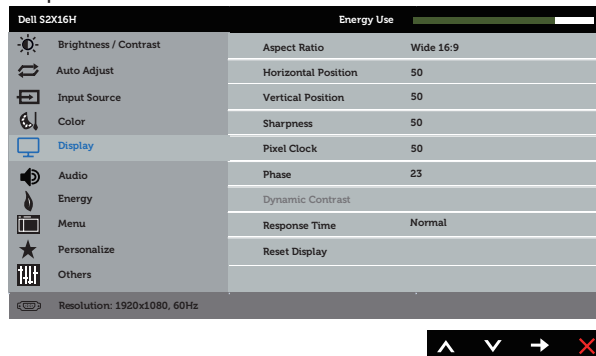 Dell S2X16H Energy Use
Brightness / Contrast
Auto Adjust
Input Source
Color
Display
Audio
Energy
Menu
Personalize
Others
Aspect Ratio Wide 16:9
Horizontal Position 50
Vertical Position 50
Sharpness 50
Pixel Clock 50
Phase 23
Dynamic Contrast
Response Time Normal
Reset Display
Resolution: 1920x1080, 60Hz